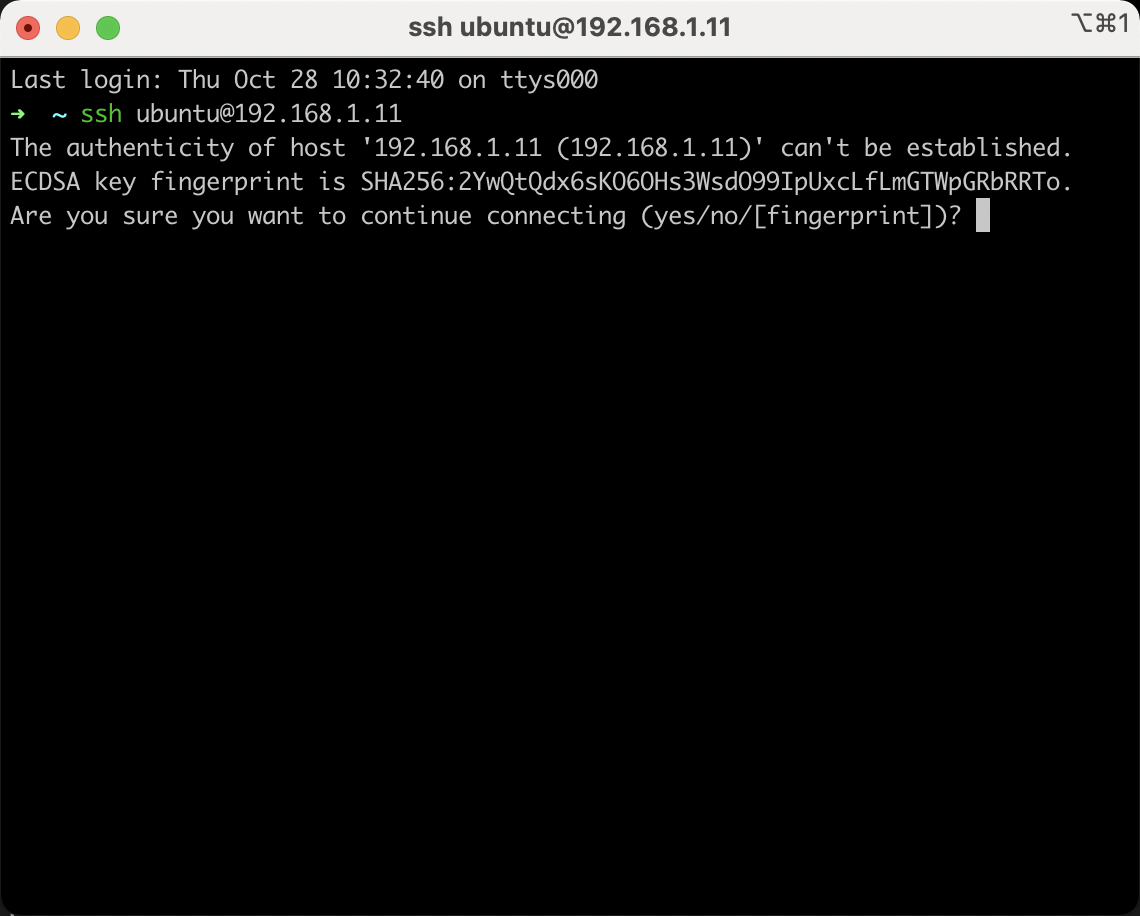 ssh ubuntu@192.168.1.11
⌥⌘1
Last login: Thu Oct 28 10:32:40 on ttys000
➜  ~ ssh ubuntu@192.168.1.11
The authenticity of host '192.168.1.11 (192.168.1.11)' can't be established.
ECDSA key fingerprint is SHA256:2YwQtQdx6sKO6OHs3WsdO99IpUxcLfLmGTWpGRbRRTo.
Are you sure you want to continue connecting (yes/no/[fingerprint])?